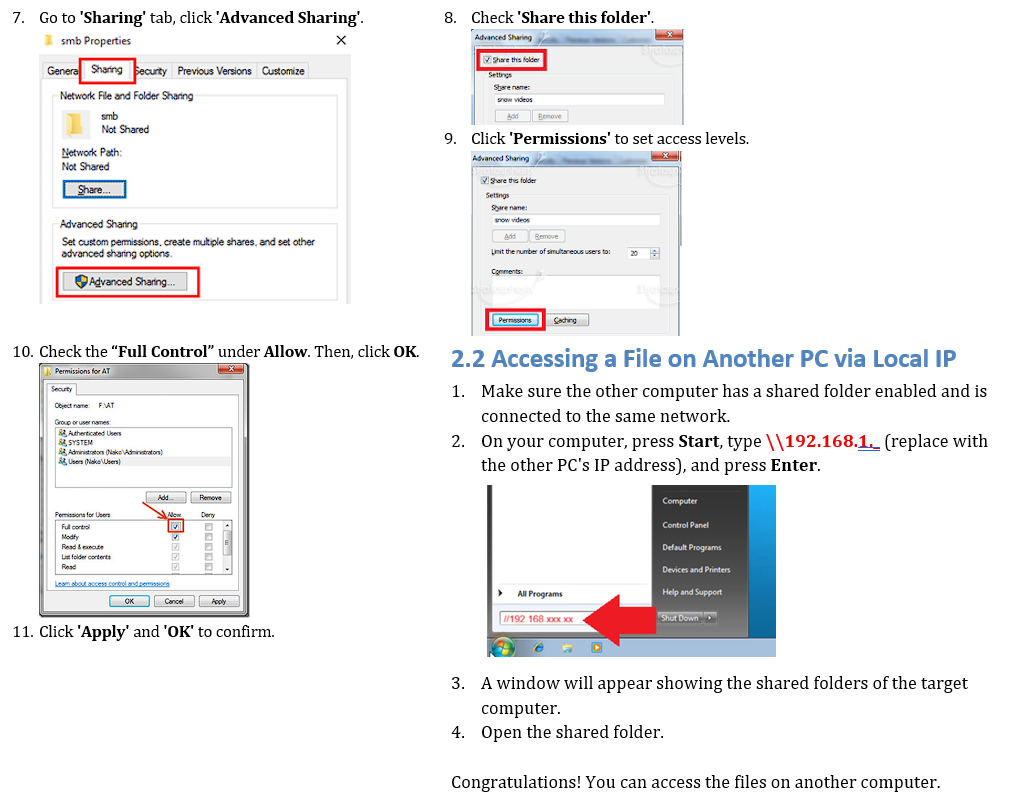 7. Go to 'Sharing' tab, click 'Advanced Sharing'.
smb Properties
General Sharing Security Previous Versions Customize
Network File and Folder Sharing
smb
Not Shared
Network Path:
Not Shared
Share...
Advanced Sharing
Set custom permissions, create multiple shares, and set other
advanced sharing options.
Advanced Sharing...
8. Check 'Share this folder'.
Advanced Sharing
Share this folder
Settings
Share name:
snow videos
Add Remove
9. Click 'Permissions' to set access levels.
Advanced Sharing
Share this folder
Settings
Share name:
snow videos
Add Remove
Limit the number of simultaneous users to: 20
Comments:
Permissions Caching
10. Check the “Full Control” under Allow. Then, click OK.
Permissions for AT
Security
Object name: F:\AT
Group or user names:
Authenticated Users
SYSTEM
Administrators (Nako\Administrators)
Users (Nako\Users)
Add... Remove
Permissions for Users Allow Deny
Full control
Modify
Read & execute
List folder contents
Read
Learn about access control and permissions
OK Cancel Apply
11. Click 'Apply' and 'OK' to confirm.
2.2 Accessing a File on Another PC via Local IP
1. Make sure the other computer has a shared folder enabled and is
connected to the same network.
2. On your computer, press Start, type \\192.168.1._ (replace with
the other PC's IP address), and press Enter.
Computer
Control Panel
Default Programs
Devices and Printers
Help and Support
All Programs
//192.168.xxx.xx
Shut Down
3. A window will appear showing the shared folders of the target
computer.
4. Open the shared folder.
Congratulations! You can access the files on another computer.